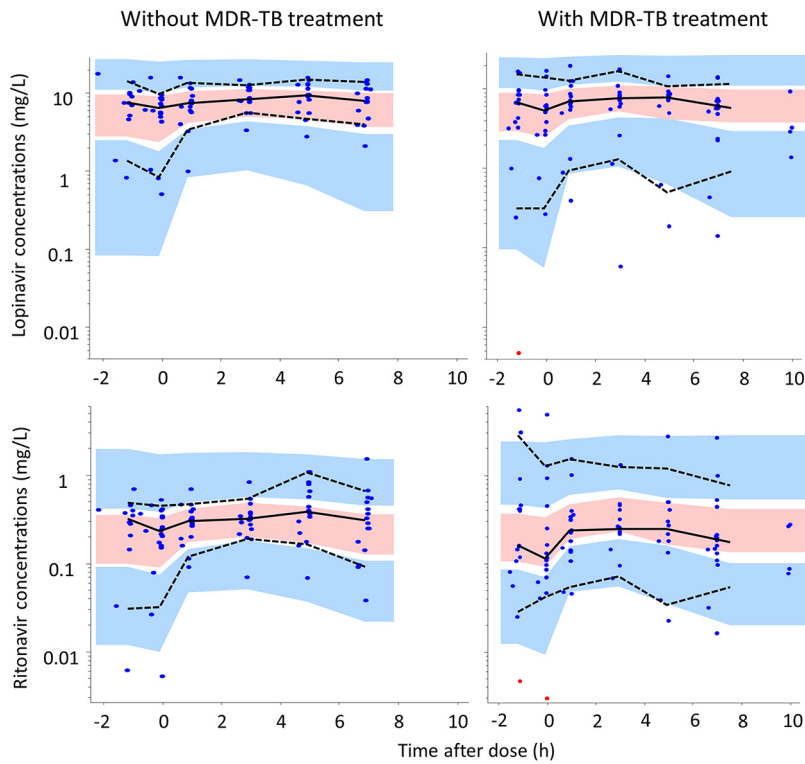 Without MDR-TB treatment
With MDR-TB treatment
Lopinavir concentrations (mg/L)
10
1
0.1
0.01
-2 0 2 4 6 8 10
-2 0 2 4 6 8 10
Ritonavir concentrations (mg/L)
1
0.1
0.01
-2 0 2 4 6 8 10
-2 0 2 4 6 8 10
Time after dose (h)